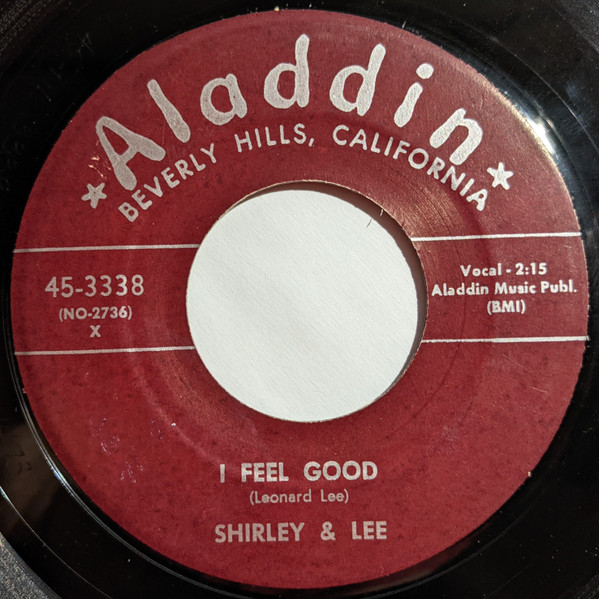 ★Aladdin★
BEVERLY HILLS, CALIFORNIA
45-3338
(NO-2736)
X
Vocal - 2:15
Aladdin Music Publ.
(BMI)
I FEEL GOOD
(Leonard Lee)
SHIRLEY & LEE